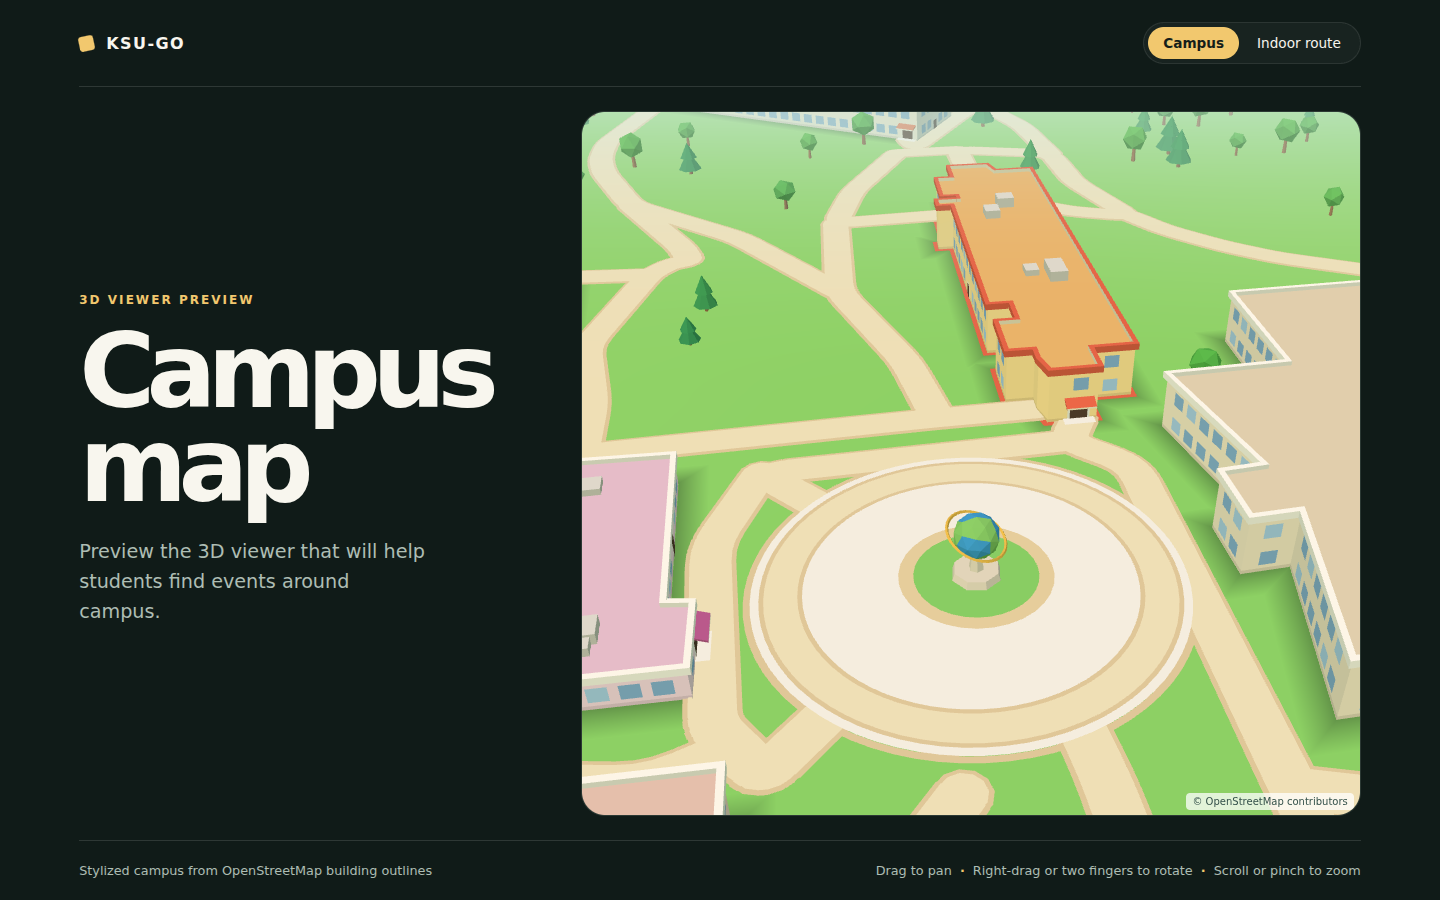 KSU-GO
Campus
Indoor route
3D VIEWER PREVIEW
Campus
map
Preview the 3D viewer that will help
students find events around
campus.
© OpenStreetMap contributors
Stylized campus from OpenStreetMap building outlines
Drag to pan • Right-drag or two fingers to rotate • Scroll or pinch to zoom